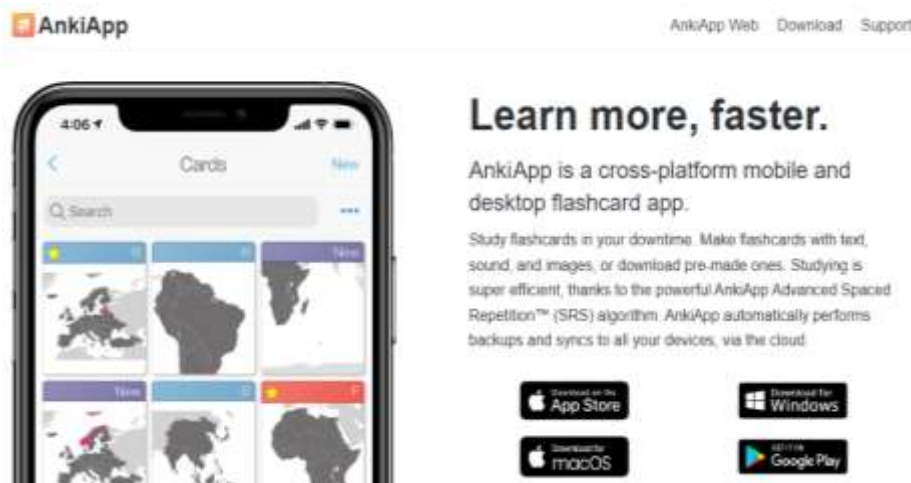 AnkiApp
AnkiApp Web Download Support
4:06
Cards
New
Search
B
B
New
New
B
F
Learn more, faster.
AnkiApp is a cross-platform mobile and
desktop flashcard app.
Study flashcards in your downtime. Make flashcards with text,
sound, and images, or download pre-made ones. Studying is
super efficient, thanks to the powerful AnkiApp Advanced Spaced
Repetition™ (SRS) algorithm. AnkiApp automatically performs
backups and syncs to all your devices, via the cloud.
Download on the
App Store
Download for
Windows
Download for
macOS
GET IT ON
Google Play